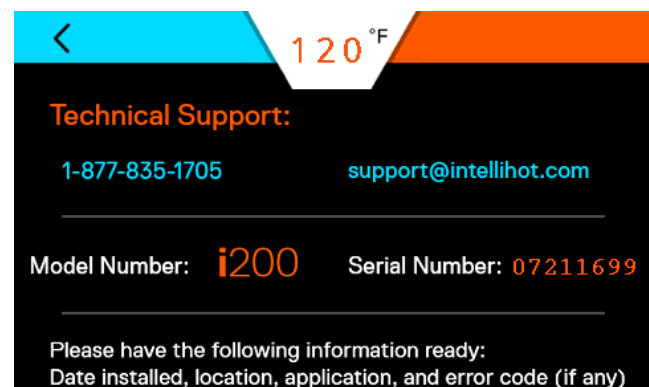 120°F
Technical Support:
1-877-835-1705 support@intellihot.com
Model Number: i200 Serial Number: 07211699
Please have the following information ready:
Date installed, location, application, and error code (if any)